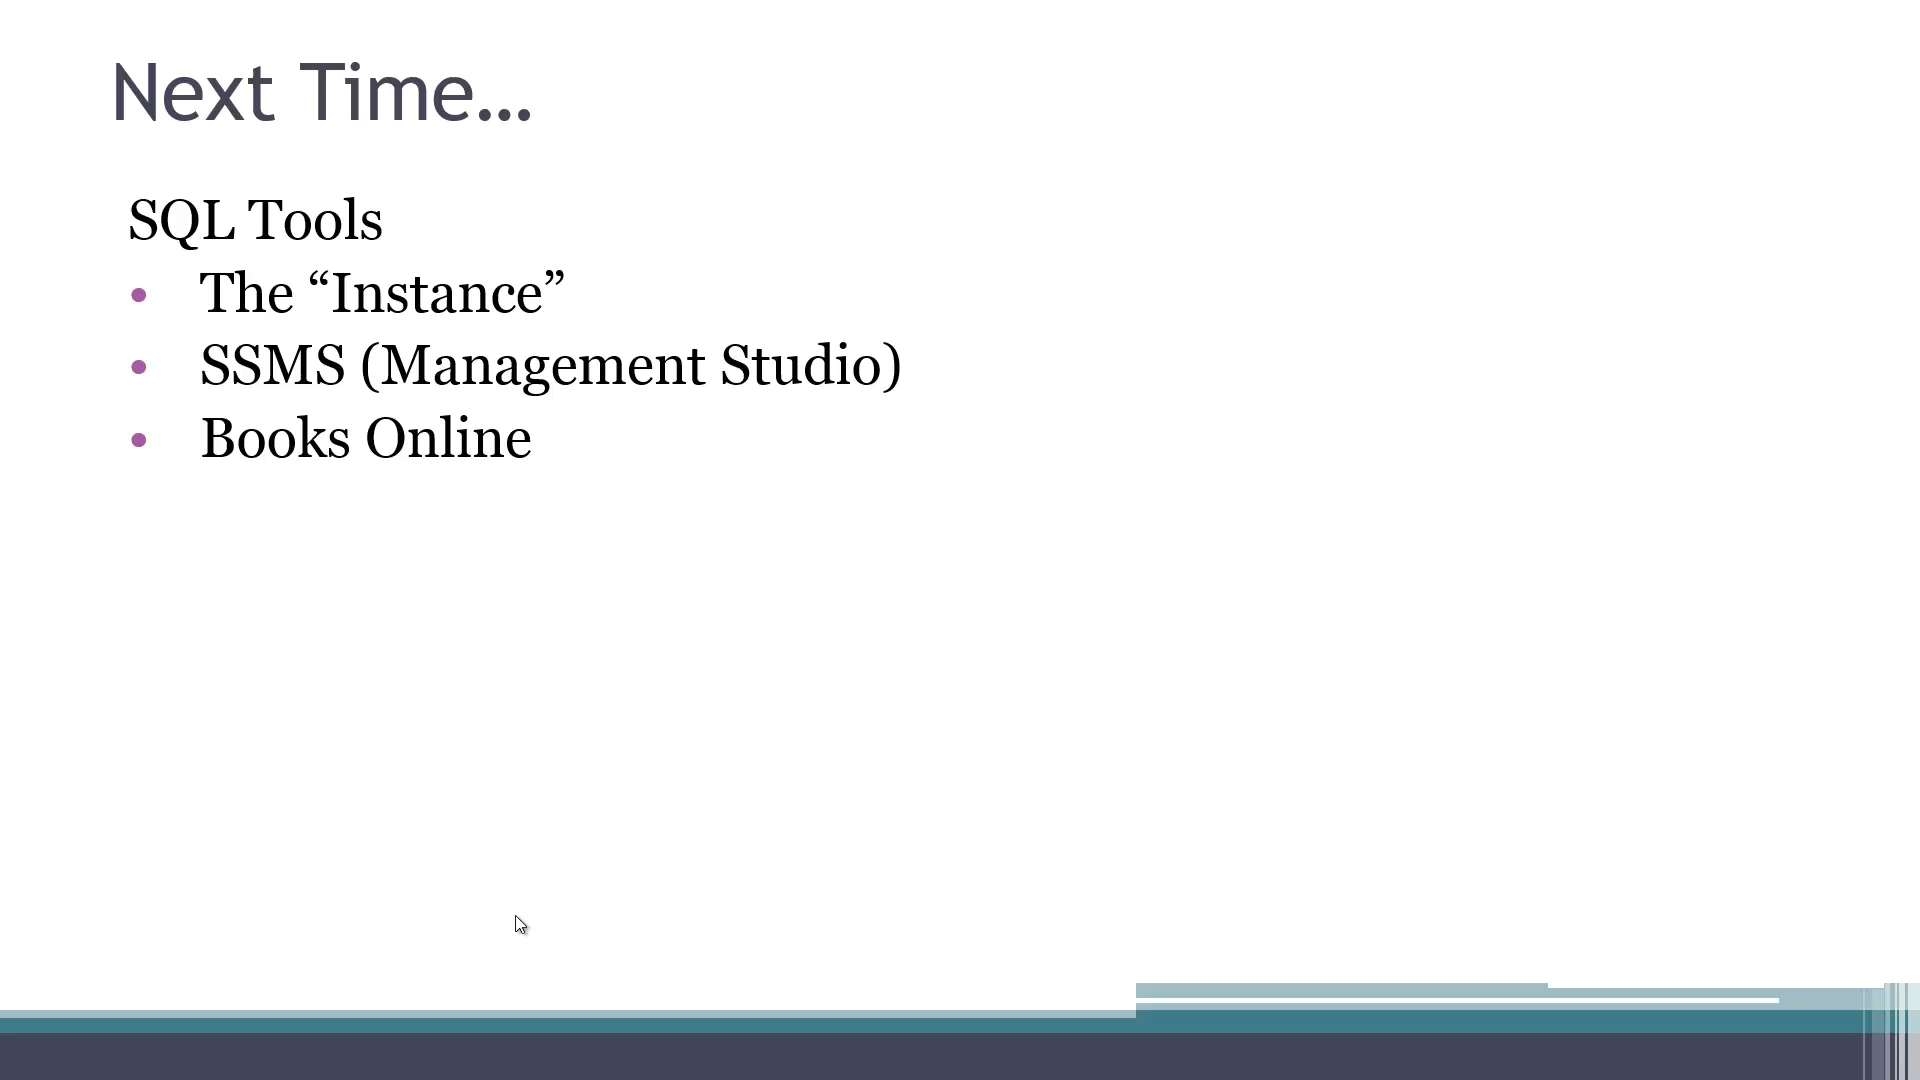 Next Time...
SQL Tools
• The “Instance”
• SSMS (Management Studio)
• Books Online